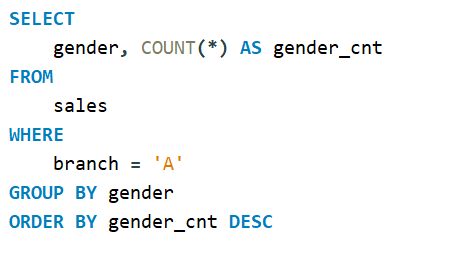 SELECT
gender, COUNT(*) AS gender_cnt
FROM
sales
WHERE
branch = 'A'
GROUP BY gender
ORDER BY gender_cnt DESC